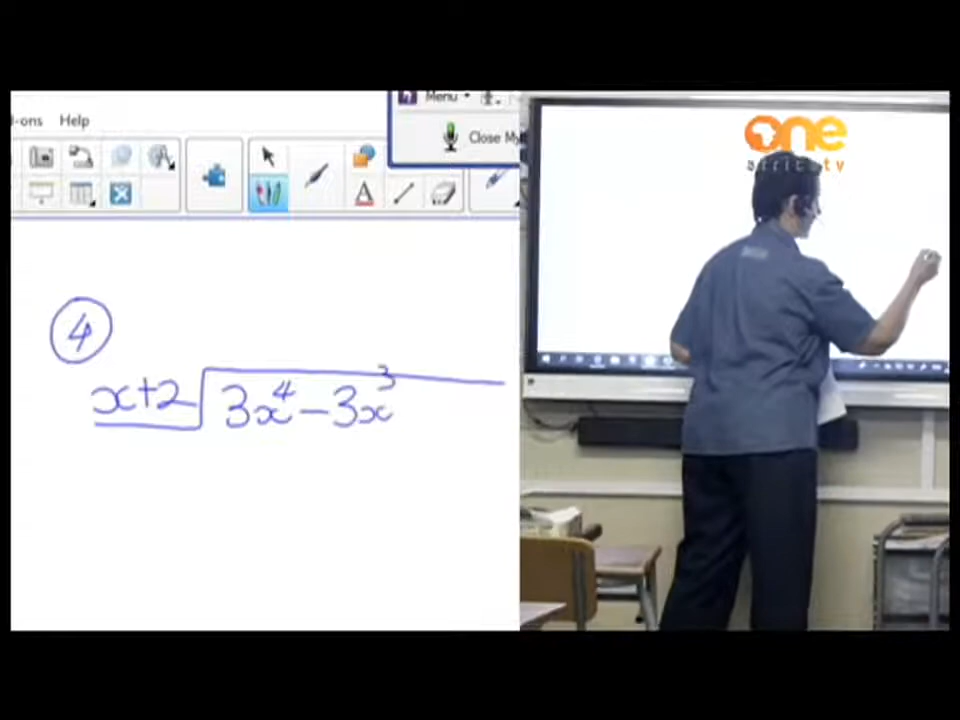 d-ons Help
Menu
Close My
one
africa tv
4
x+2 3x⁴ - 3x³